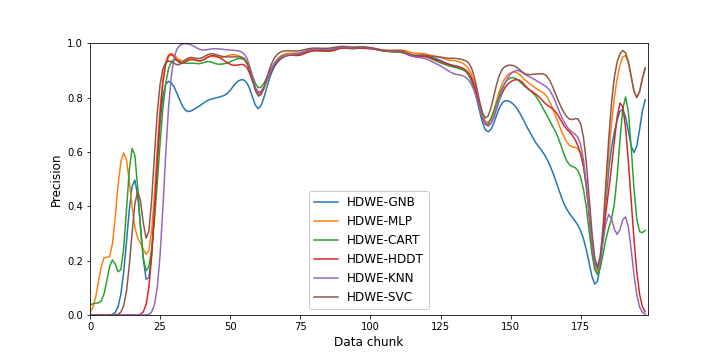 1.0
0.8
0.6
0.4
0.2
0.0
Precision
HDWE-GNB
HDWE-MLP
HDWE-CART
HDWE-HDDT
HDWE-KNN
HDWE-SVC
0 25 50 75 100 125 150 175
Data chunk